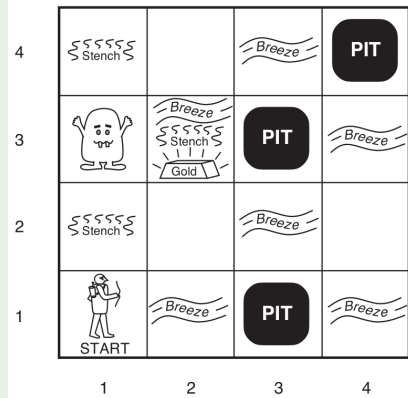 4
Stench
Breeze
PIT
3
Breeze
Stench
Gold
PIT
Breeze
2
Stench
Breeze
1
START
Breeze
PIT
Breeze
1 2 3 4